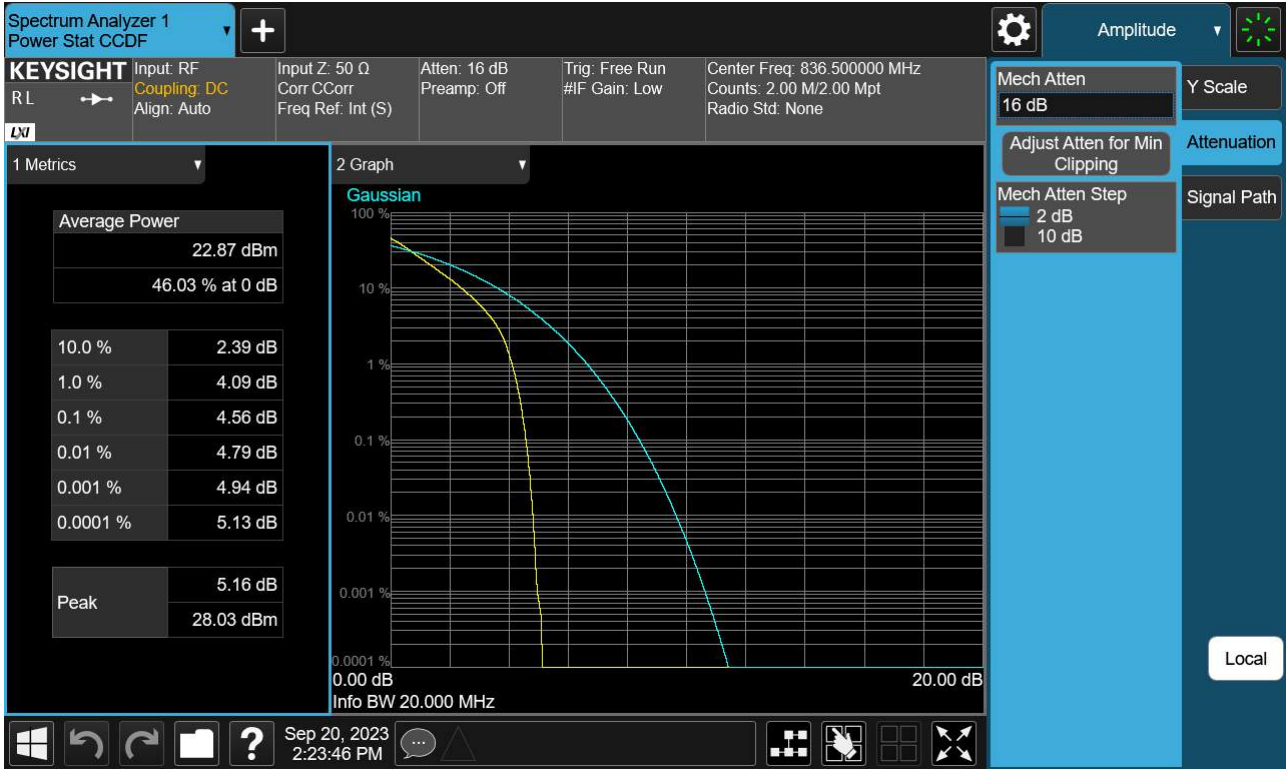 Spectrum Analyzer 1
Power Stat CCDF
+
Amplitude
KEYSIGHT
RL
LXI
Input: RF
Coupling: DC
Align: Auto
Input Z: 50 Ω
Corr CCorr
Freq Ref: Int (S)
Atten: 16 dB
Preamp: Off
Trig: Free Run
#IF Gain: Low
Center Freq: 836.500000 MHz
Counts: 2.00 M/2.00 Mpt
Radio Std: None
1 Metrics
Average Power
22.87 dBm
46.03 % at 0 dB
10.0 % 2.39 dB
1.0 % 4.09 dB
0.1 % 4.56 dB
0.01 % 4.79 dB
0.001 % 4.94 dB
0.0001 % 5.13 dB
Peak
5.16 dB
28.03 dBm
2 Graph
Gaussian
100 %
10 %
1 %
0.1 %
0.01 %
0.001 %
0.0001 %
0.00 dB 20.00 dB
Info BW 20.000 MHz
Mech Atten
16 dB
Adjust Atten for Min
Clipping
Mech Atten Step
2 dB
10 dB
Y Scale
Attenuation
Signal Path
Local
?
Sep 20, 2023
2:23:46 PM